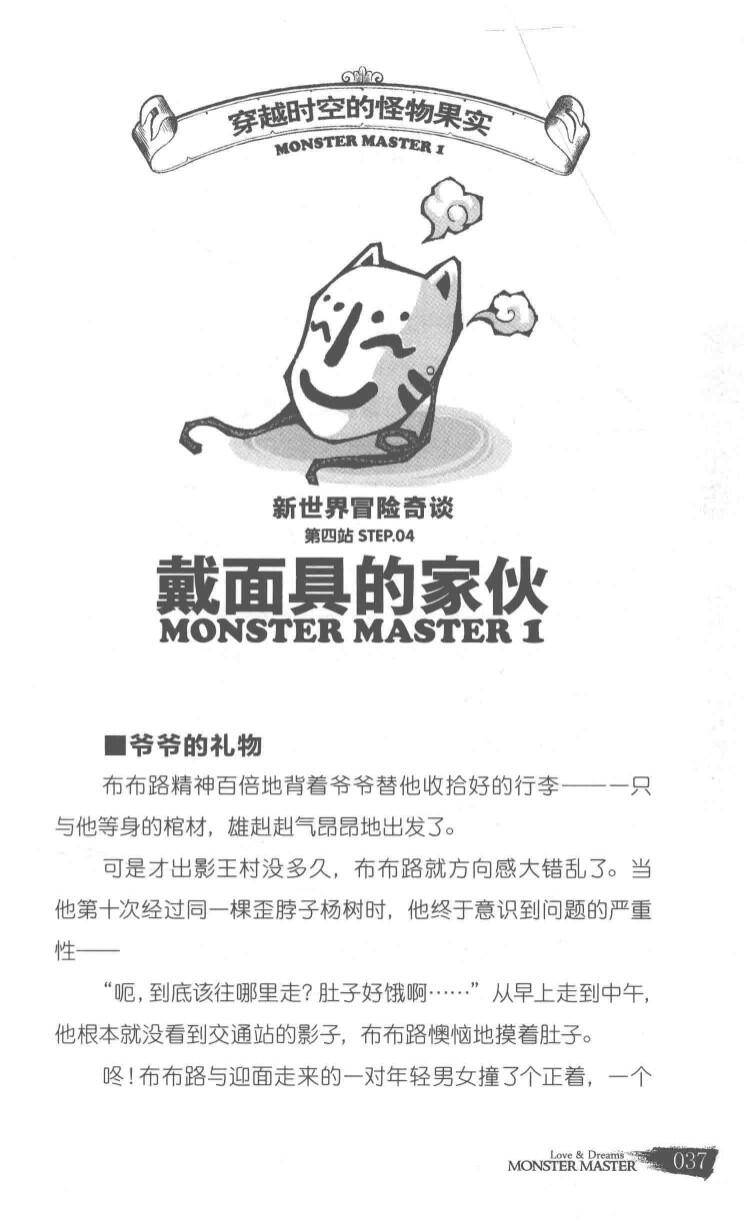 穿越时空的怪物果实
MONSTER MASTER 1
新世界冒险奇谈
第四站 STEP.04
戴面具的家伙
MONSTER MASTER 1
■爷爷的礼物
布布路精神百倍地背着爷爷替他收拾好的行李——一只
与他等身的棺材，雄赳赳气昂昂地出发了。
可是才出影王村没多久，布布路就方向感大错乱了。当
他第十次经过同一棵歪脖子杨树时，他终于意识到问题的严重
性——
“呃，到底该往哪里走？肚子好饿啊……”从早上走到中午，
他根本就没看到交通站的影子，布布路懊恼地摸着肚子。
咚！布布路与迎面走来的一对年轻男女撞了个正着，一个
Love & Dreams
MONSTER MASTER 037